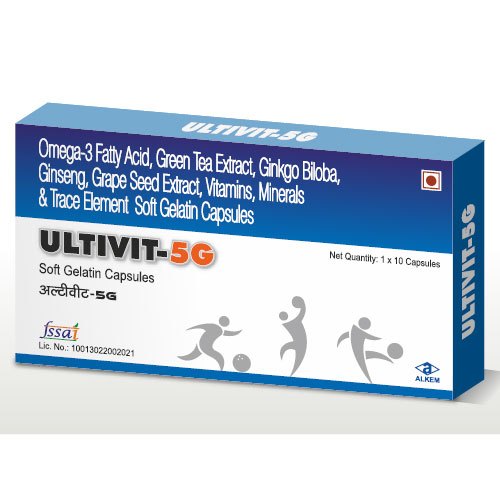 ULTIVIT-5G
Omega-3 Fatty Acid, Green Tea Extract, Ginkgo Biloba,
Ginseng, Grape Seed Extract, Vitamins, Minerals
& Trace Element Soft Gelatin Capsules
ULTIVIT-5G
Net Quantity: 1 x 10 Capsules
Soft Gelatin Capsules
अल्टीवीट-5G
fssai
Lic. No.: 10013022002021
ALKEM